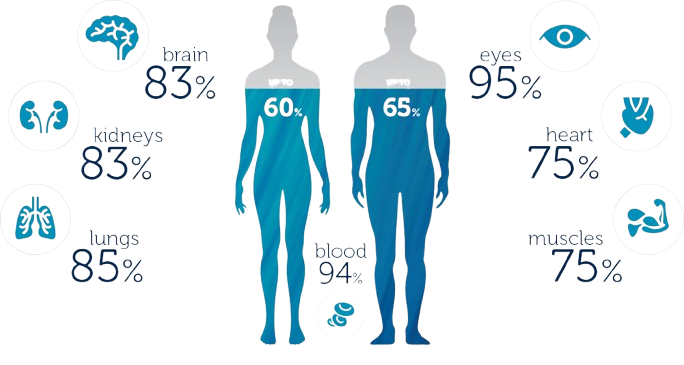 brain
83%
kidneys
83%
lungs
85%
UP TO
60%
UP TO
65%
blood
94%
eyes
95%
heart
75%
muscles
75%